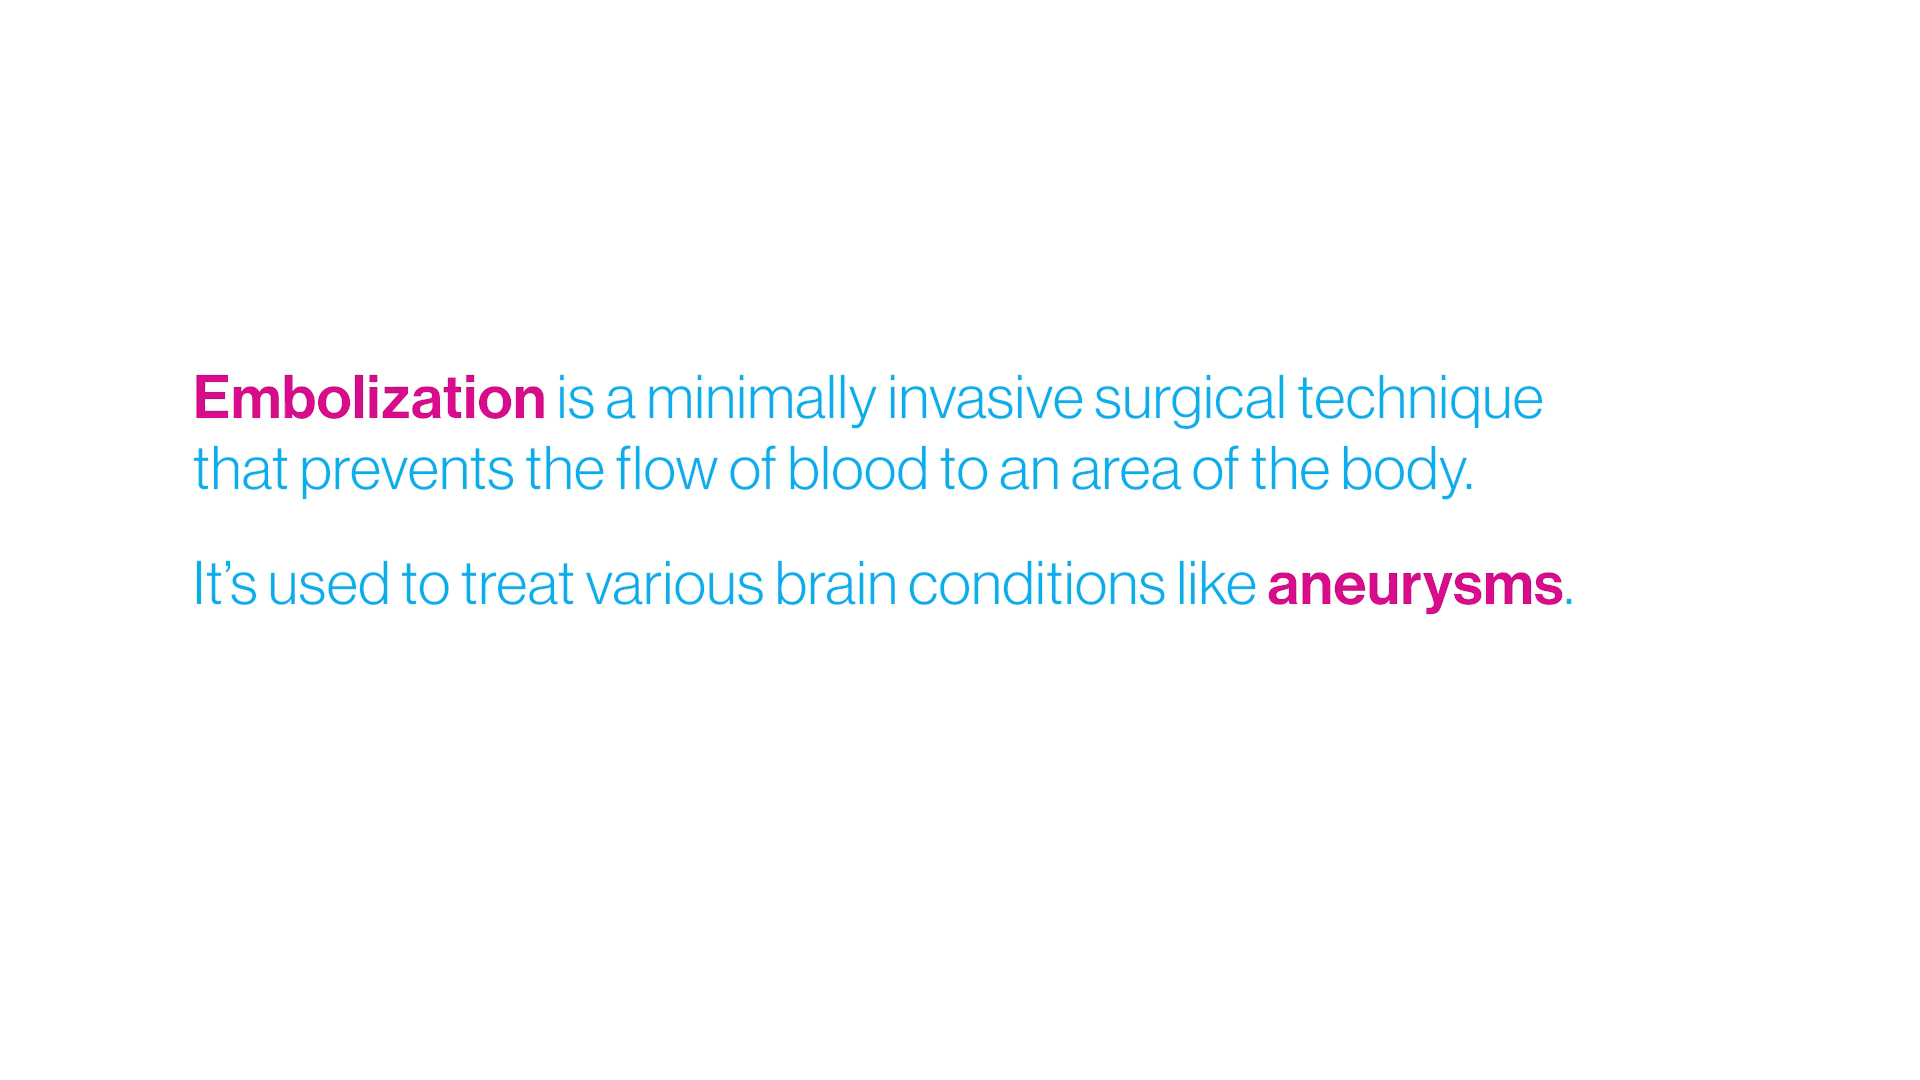 Embolization is a minimally invasive surgical technique
that prevents the flow of blood to an area of the body.
It’s used to treat various brain conditions like aneurysms.